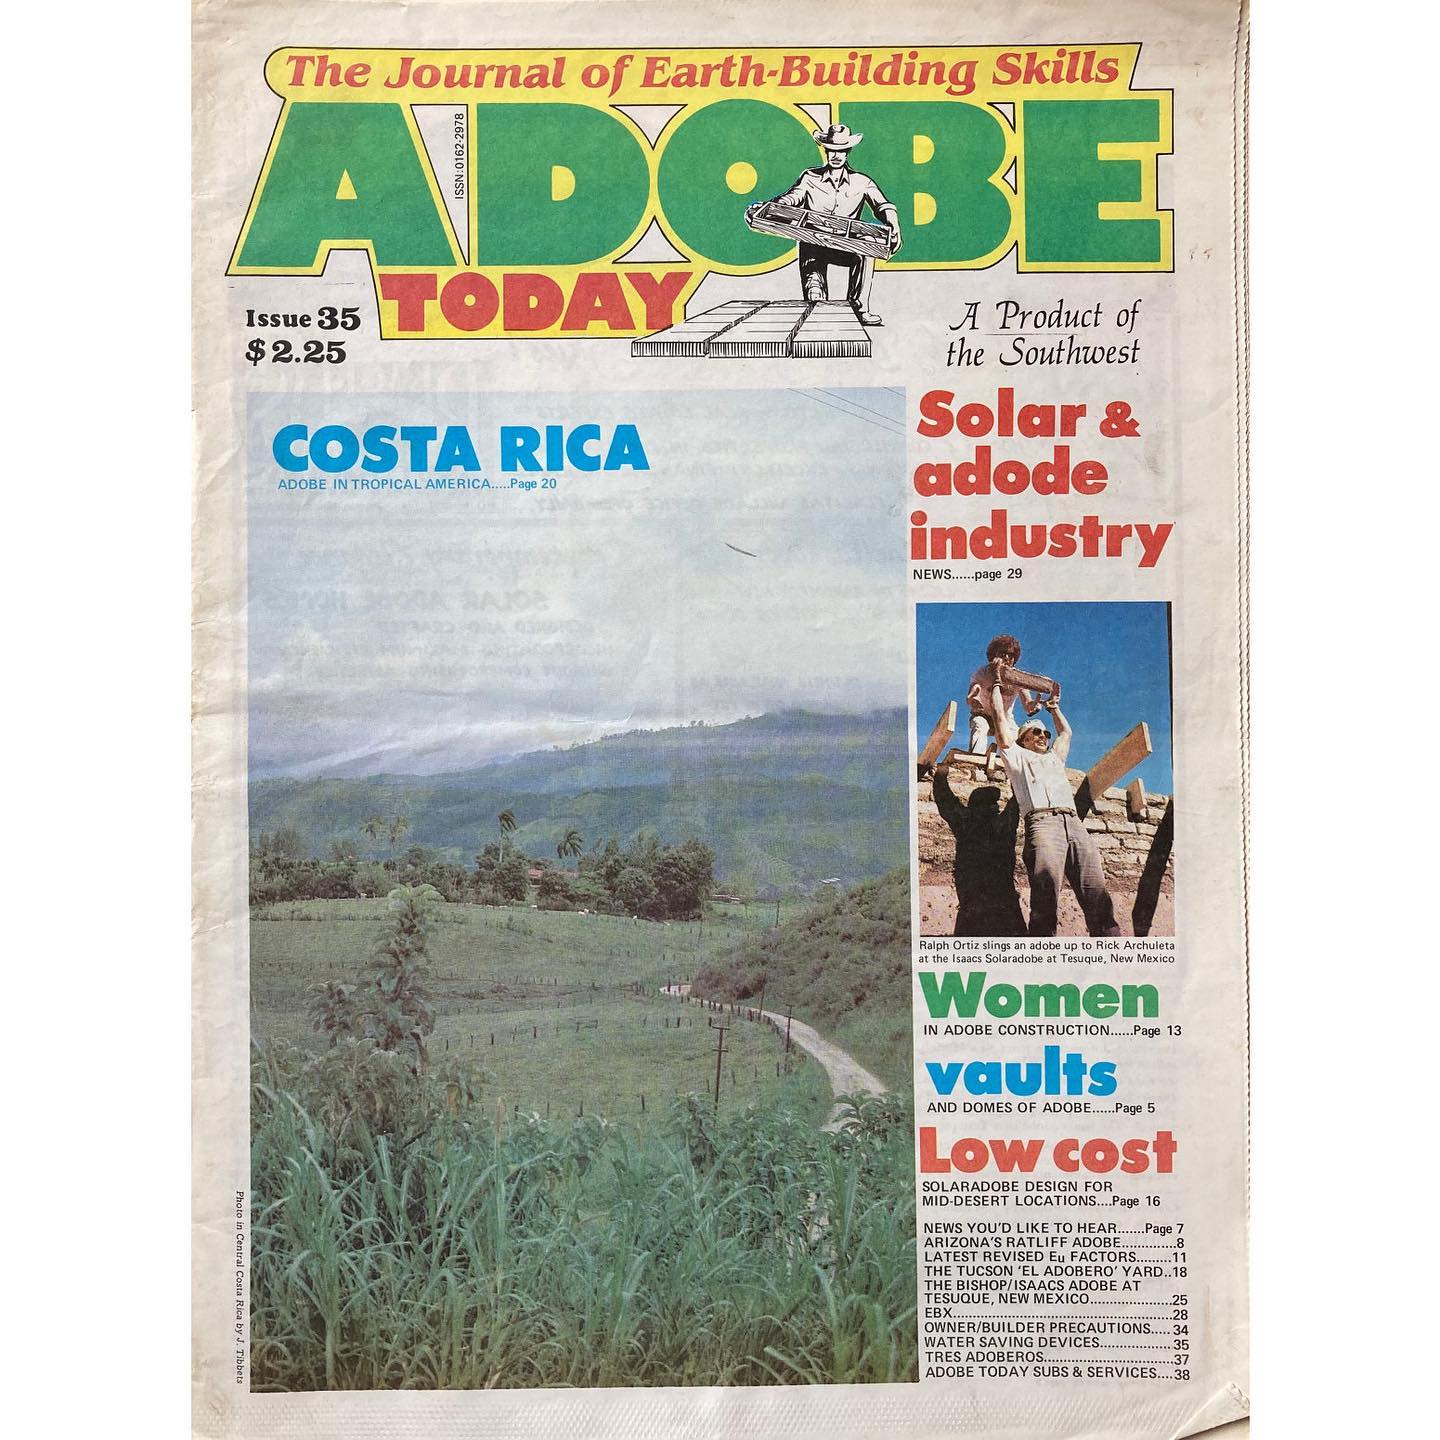 The Journal of Earth-Building Skills
ADOBE
ISSN:0162-2978
TODAY
Issue 35
$2.25
A Product of
the Southwest
COSTA RICA
ADOBE IN TROPICAL AMERICA.....Page 20
Solar &
adode
industry
NEWS......page 29
Ralph Ortiz slings an adobe up to Rick Archuleta
at the Isaacs Solaradobe at Tesuque, New Mexico
Women
IN ADOBE CONSTRUCTION......Page 13
vaults
AND DOMES OF ADOBE......Page 5
Low cost
SOLARADOBE DESIGN FOR
MID-DESERT LOCATIONS....Page 16
NEWS YOU'D LIKE TO HEAR.......Page 7
ARIZONA'S RATLIFF ADOBE..............8
LATEST REVISED Eu FACTORS.........11
THE TUCSON 'EL ADOBERO' YARD..18
THE BISHOP/ISAACS ADOBE AT
TESUQUE, NEW MEXICO......................25
EBX..........................................................28
OWNER/BUILDER PRECAUTIONS.....34
WATER SAVING DEVICES...................35
TRES ADOBEROS...................................37
ADOBE TODAY SUBS & SERVICES....38
Photo in Central Costa Rica by J. Tibbets